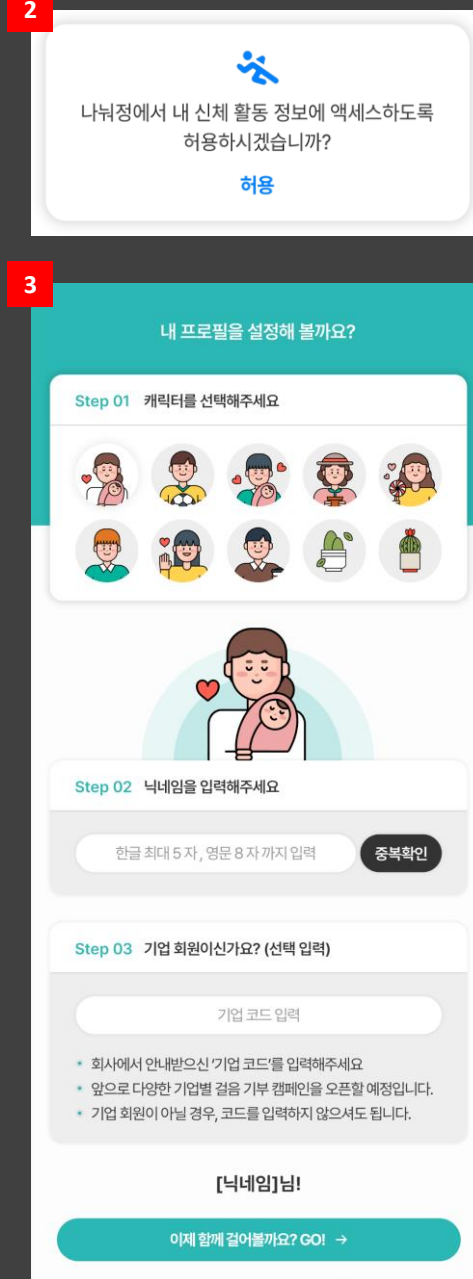 2
나눠정에서 내 신체 활동 정보에 액세스하도록
허용하시겠습니까?
허용
3
내 프로필을 설정해 볼까요?
Step 01 캐릭터를 선택해주세요
Step 02 닉네임을 입력해주세요
한글 최대 5 자 , 영문 8 자 까지 입력 중복확인
Step 03 기업 회원이신가요? (선택 입력)
기업 코드 입력
• 회사에서 안내받으신 ‘기업 코드’를 입력해주세요
• 앞으로 다양한 기업별 걸음 기부 캠페인을 오픈할 예정입니다.
• 기업 회원이 아닐 경우, 코드를 입력하지 않으셔도 됩니다.
[닉네임]님!
이제 함께 걸어볼까요? GO! →